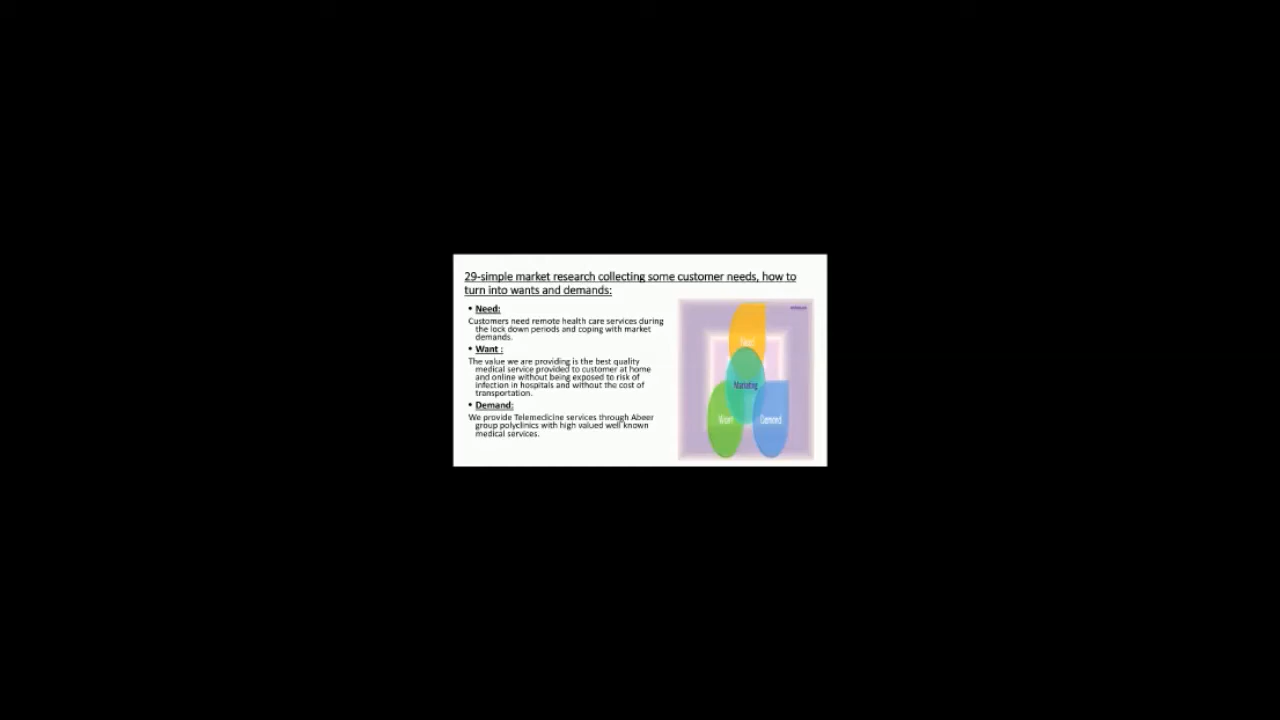 29-simple market research collecting some customer needs, how to
turn into wants and demands:
• Need:
Customers need remote health care services during
the lock down periods and coping with market
demands.
• Want :
The value we are providing is the best quality
medical service provided to customer at home
and online without being exposed to risk of
infection in hospitals and without the cost of
transportation.
• Demand:
We provide Telemedicine services through Abeer
group polyclinics with high valued well known
medical services.
Need
Marketing
Want
Demand